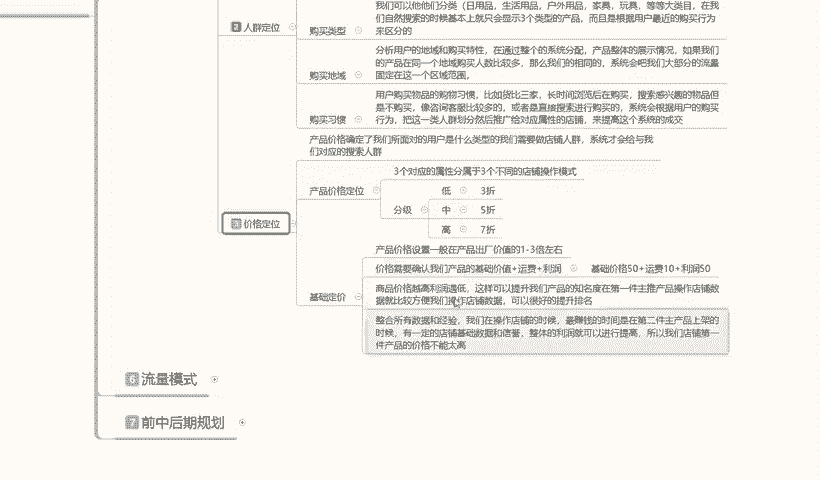 我们可以他他们分类（日用品，生活用品，户外用品，家具，玩具，等等大类目，在我
们自然搜索的时候基本上就只会显示3个类型的产品，而且是根据用户最近的购买行为
来区分的
2 人群定位
购买类型
分析用户的地域和购买特性，在通过整个的系统分配，产品整体的展示情况，如果我们
的产品在同一个地域购买人数比较多，那么我们的相同的，系统会吧我们大部分的流量
固定在这一个区域范围，
购买地域
用户购买物品的购物习惯，比如货比三家，长时间浏览后在购买，搜索感兴趣的物品但
是不购买，像咨询客服比较多的，或者是直接搜索进行购买的，系统会根据用户的购买
行为，把这一类人群划分然后推广给对应属性的店铺，来提高这个系统的成交
购买习惯
产品价格确定了我们所面对的用户是什么类型的我们需要做店铺人群，系统才会给与我
们对应的搜索人群
3个对应的属性分属于3个不同的店铺操作模式
产品价格定位
低 3折
分级 中 5折
高 7折
3 价格定位
产品价格设置一般在产品出厂价值的1-3倍左右
价格需要确认我们产品的基础价值+运费+利润 基础价格50+运费10+利润50
商品价格越高利润遇低，这样可以提升我们产品的知名度在第一件主推产品操作店铺数
据就比较方便我们操作店铺数据，可以很好的提升排名
基础定价
整合所有数据和经验，我们在操作店铺的时候，最赚钱的时间是在第二件主产品上架的
时候，有一定的店铺基础数据和信誉，整体的利润就可以进行提高，所以我们店铺第一
件产品的价格不能太高
6 流量模式
7 前中后期规划